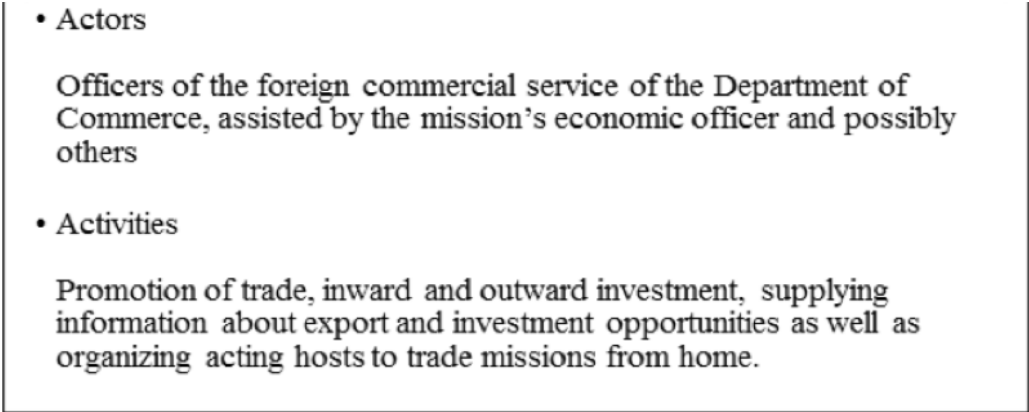 • Actors
Officers of the foreign commercial service of the Department of
Commerce, assisted by the mission’s economic officer and possibly
others
• Activities
Promotion of trade, inward and outward investment, supplying
information about export and investment opportunities as well as
organizing acting hosts to trade missions from home.